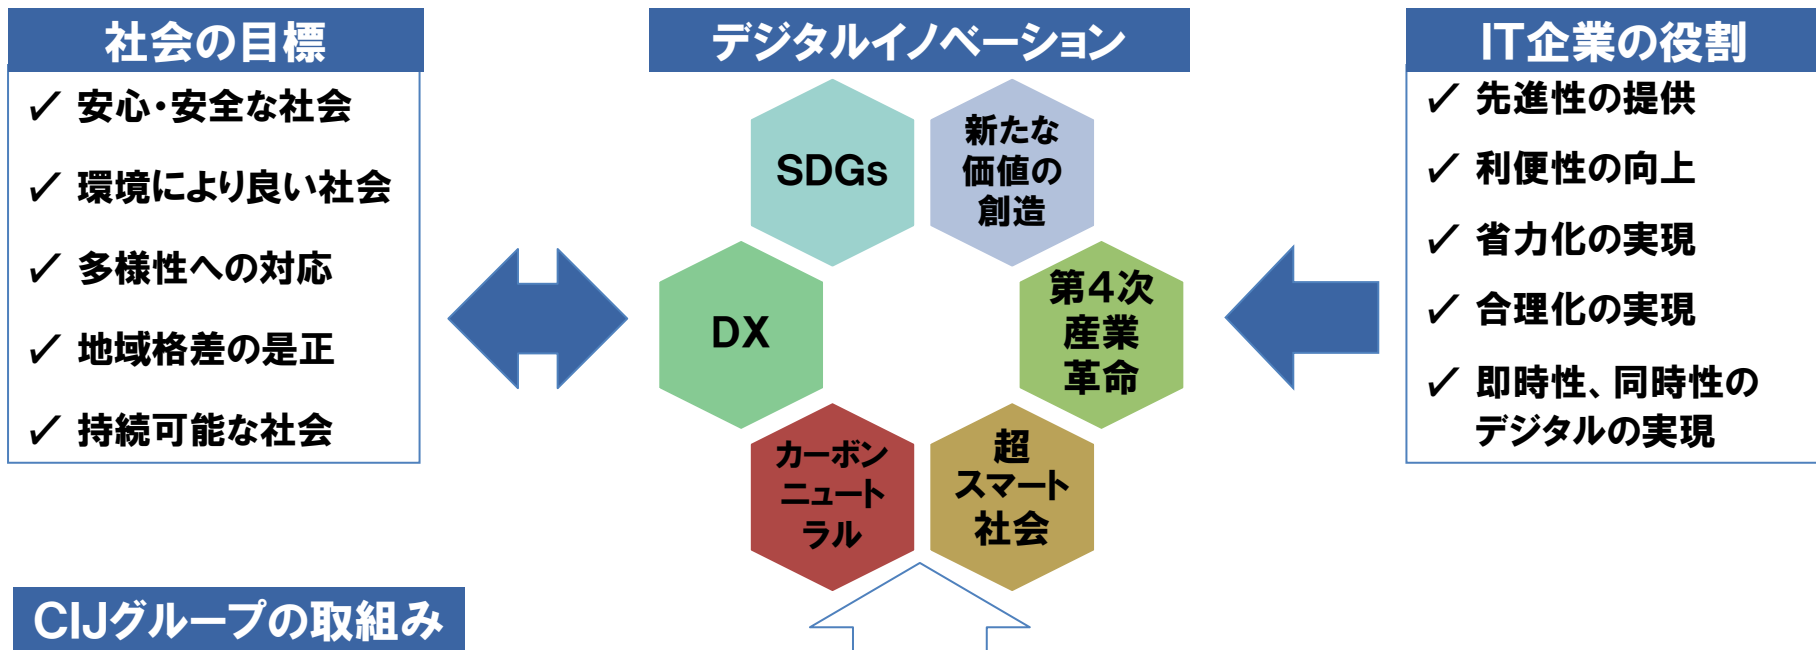 社会の目標
✓ 安心・安全な社会
✓ 環境により良い社会
✓ 多様性への対応
✓ 地域格差の是正
✓ 持続可能な社会
デジタルイノベーション
SDGs
新たな
価値の
創造
DX
第4次
産業
革命
カーボン
ニュート
ラル
超
スマート
社会
IT企業の役割
✓ 先進性の提供
✓ 利便性の向上
✓ 省力化の実現
✓ 合理化の実現
✓ 即時性、同時性の
デジタルの実現
CIJグループの取組み